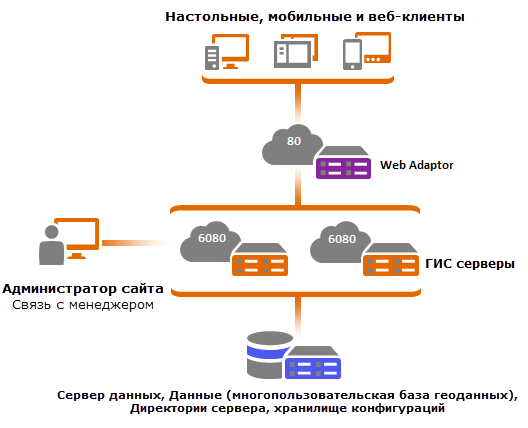 Настольные, мобильные и веб-клиенты
80
Web Adaptor
6080
6080
ГИС серверы
Администратор сайта
Связь с менеджером
Сервер данных, Данные (многопользовательская база геоданных),
Директории сервера, хранилище конфигураций